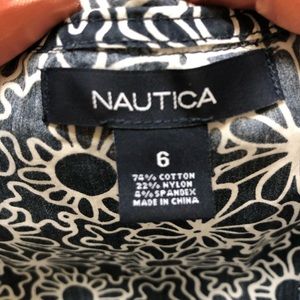 NAUTICA
6
74% COTTON
22% NYLON
4% SPANDEX
MADE IN CHINA